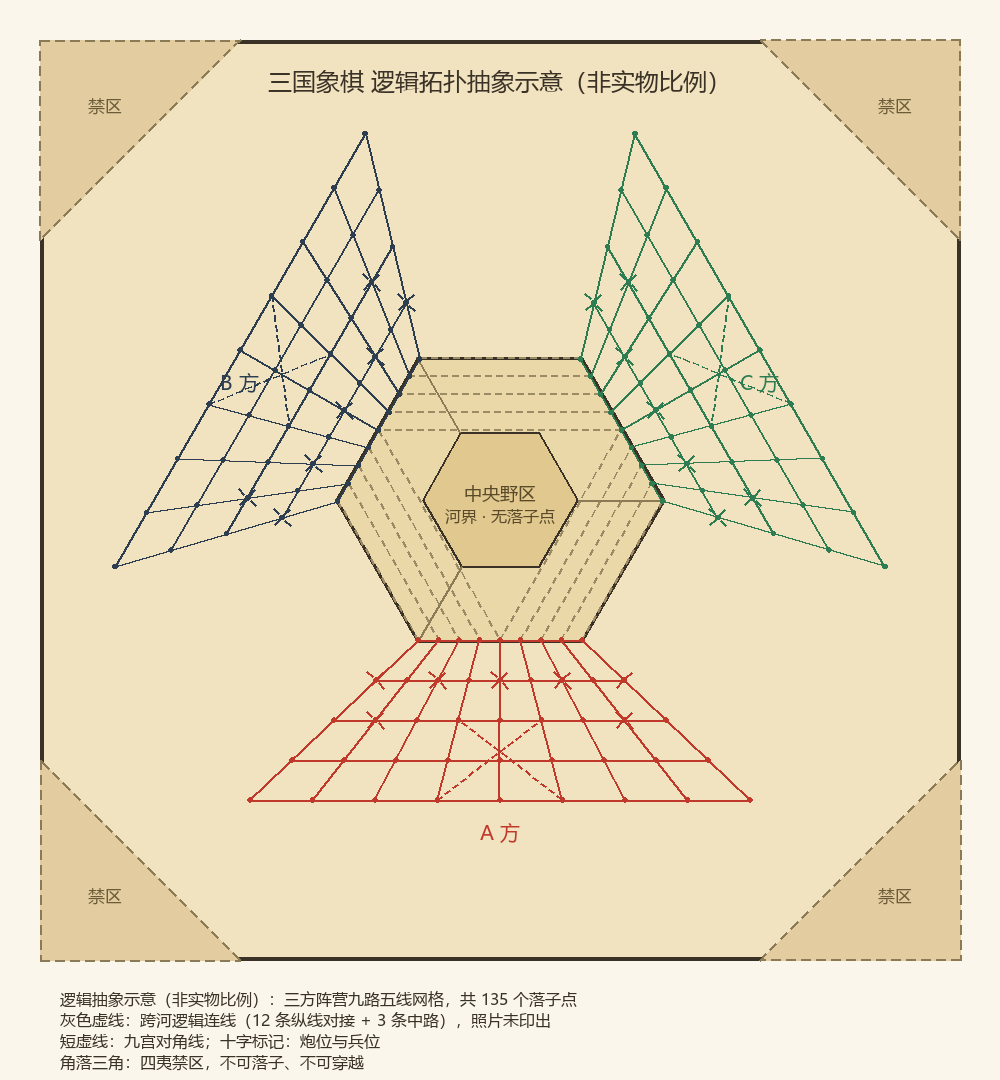 三国象棋 逻辑拓扑抽象示意（非实物比例）
禁区
禁区
B 方
C 方
中央野区
河界 · 无落子点
A 方
禁区
禁区
逻辑抽象示意（非实物比例）：三方阵营九路五线网格，共 135 个落子点
灰色虚线：跨河逻辑连线（12 条纵线对接 + 3 条中路），照片未印出
短虚线：九宫对角线；十字标记：炮位与兵位
角落三角：四夷禁区，不可落子、不可穿越